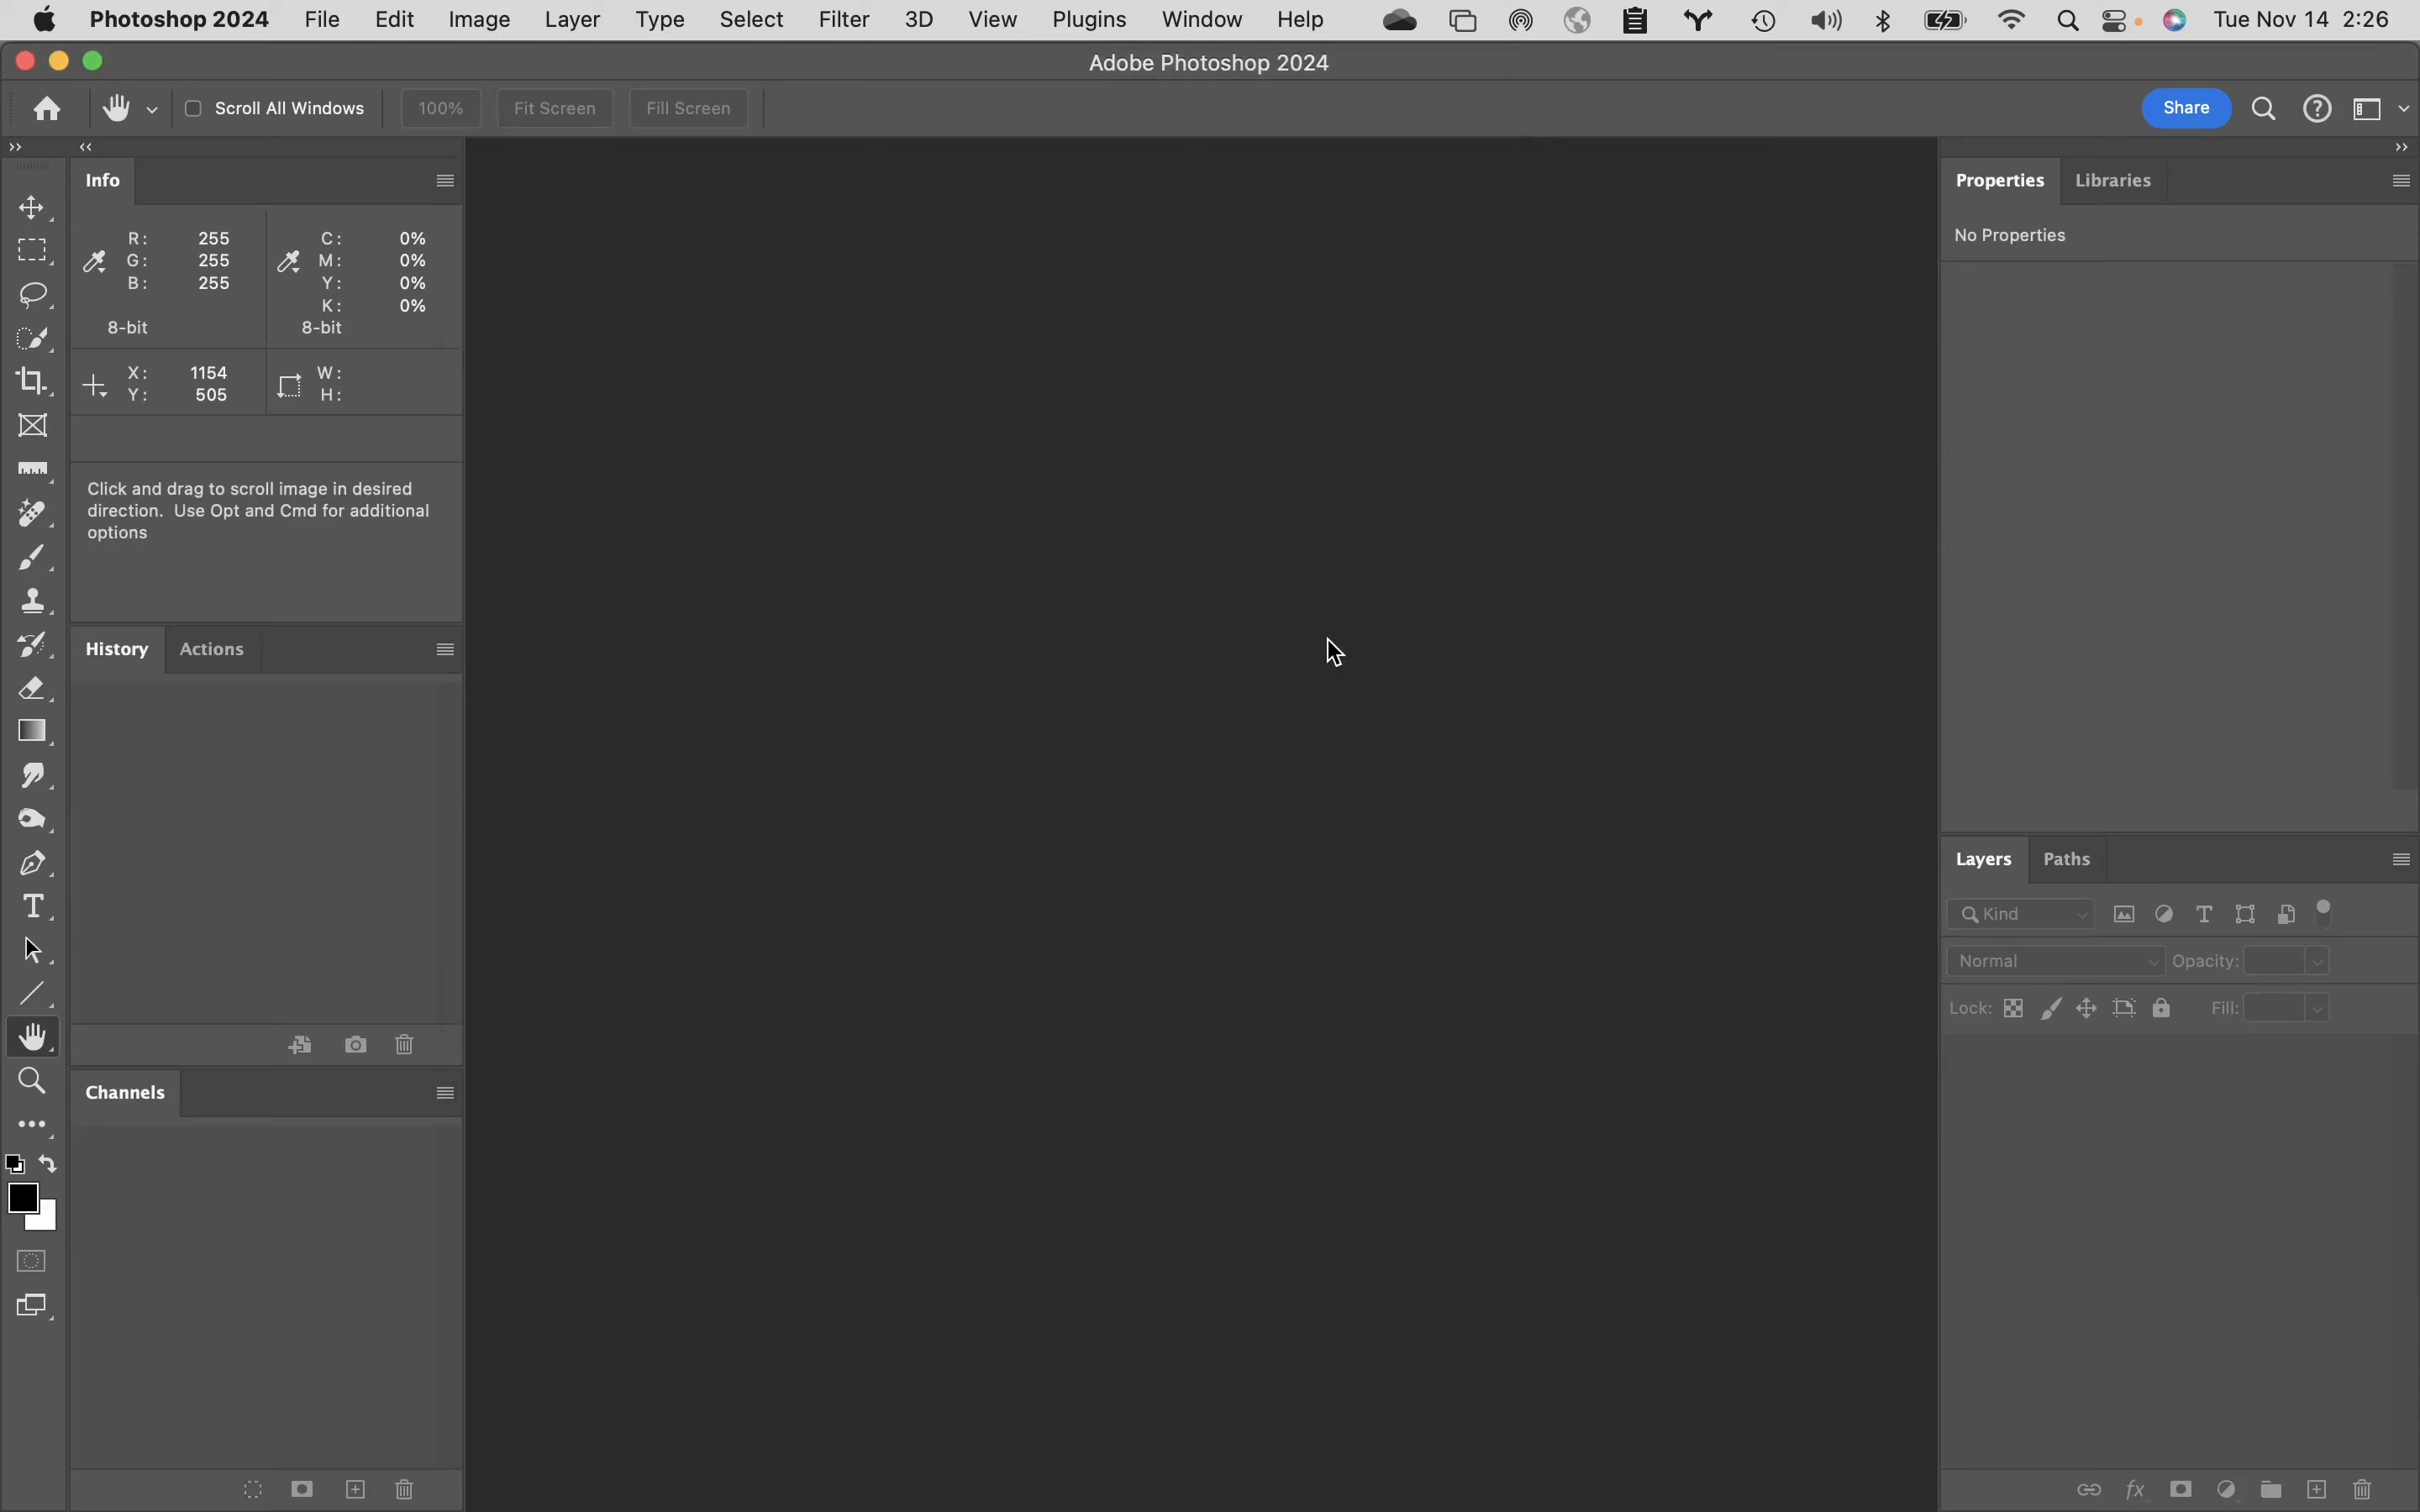 Photoshop 2024 File Edit Image Layer Type Select Filter 3D View Plugins Window Help Tue Nov 14 2:26
Adobe Photoshop 2024
Scroll All Windows 100% Fit Screen Fill Screen Share
Info
R: 255 C: 0%
G: 255 M: 0%
B: 255 Y: 0%
K: 0%
8-bit 8-bit
X: 1154 W:
Y: 505 H:
Click and drag to scroll image in desired
direction. Use Opt and Cmd for additional
options
History Actions
Channels
Properties Libraries
No Properties
Layers Paths
Kind
Normal Opacity:
Lock: Fill: